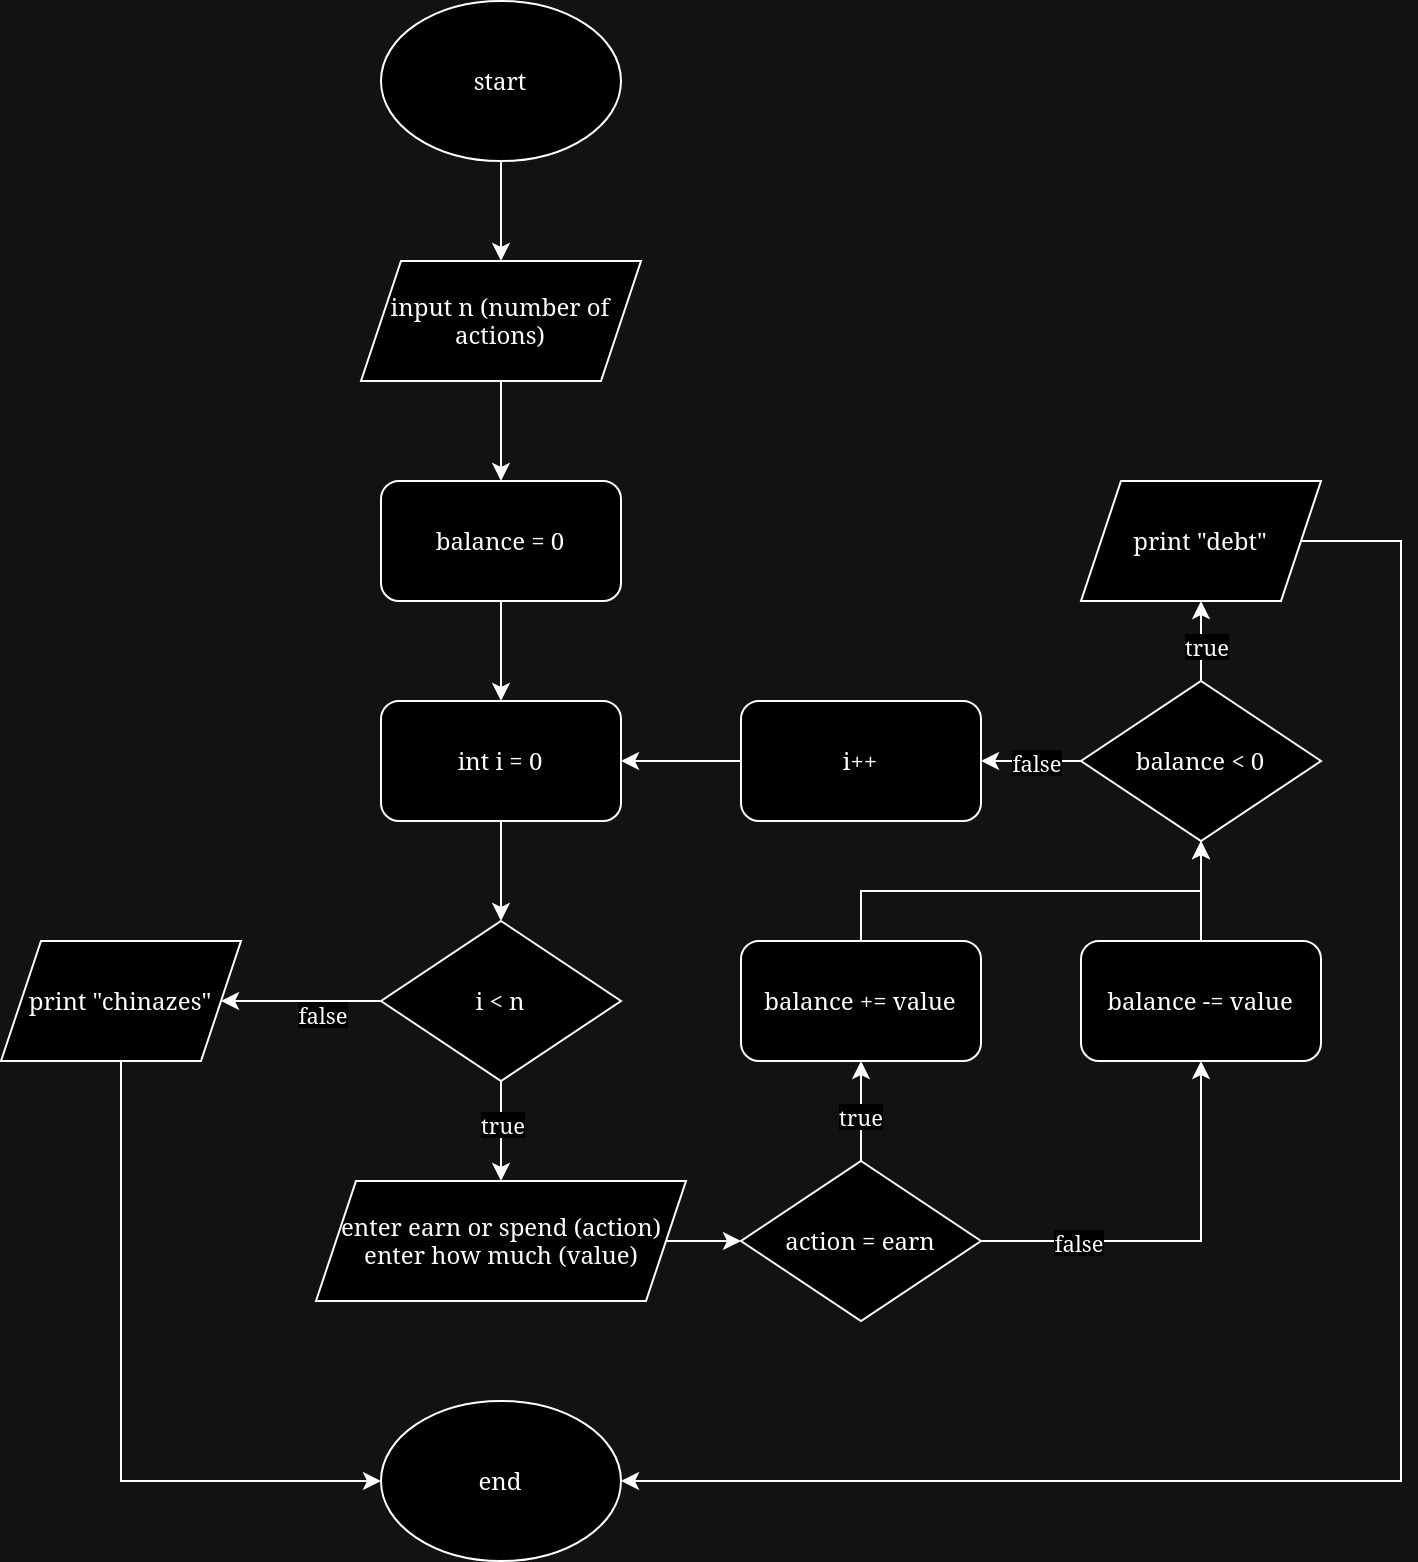 start
input n (number of
actions)
balance = 0
print "debt"
true
int i = 0
i++
false
balance < 0
print "chinazes"
false
i < n
balance += value
balance -= value
true
true
enter earn or spend (action)
enter how much (value)
action = earn
false
end